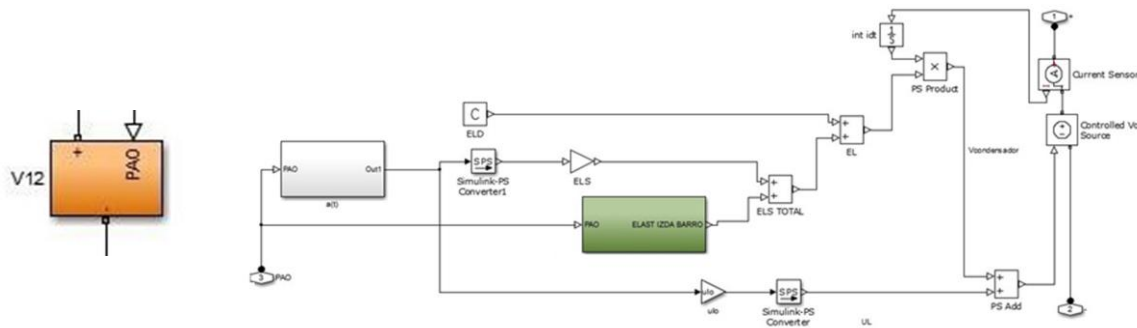 V12
+
PAO
-
PAO
Out1
a(t)
3
PAO
C
ELD
SPS
Simulink-PS
Converter1
ELS
PAO
ELAST IZDA BARRO
+
+
ELS TOTAL
+
+
EL
int idt
1
S
×
PS Product
Vcondensador
1
+
A
Current Sensor
Controlled Vo
Source
ulo
ulo
SPS
Simulink-PS
Converter
UL
+
+
PS Add
2
-